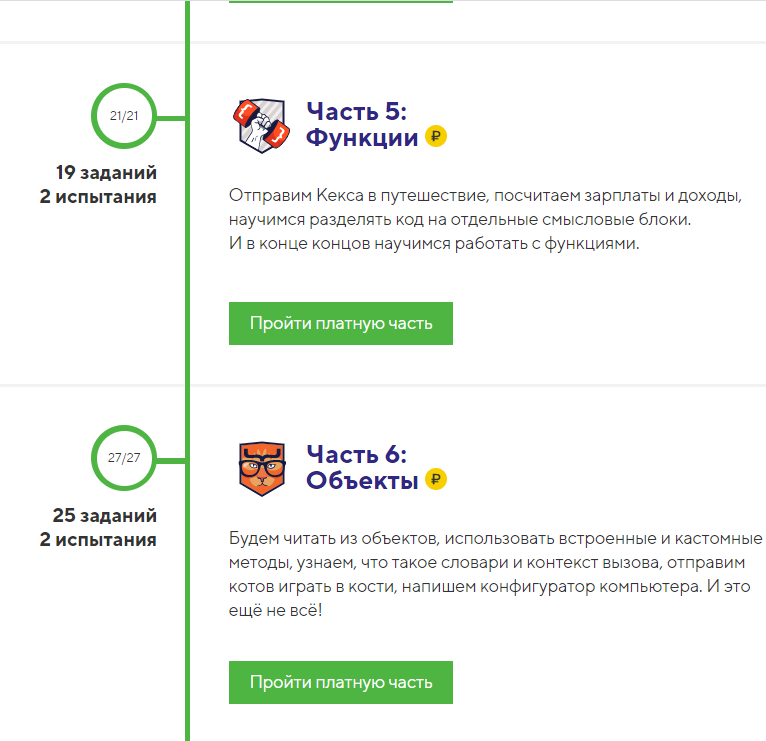 21/21
19 заданий
2 испытания
Часть 5:
Функции ₽
Отправим Кекса в путешествие, посчитаем зарплаты и доходы,
научимся разделять код на отдельные смысловые блоки.
И в конце концов научимся работать с функциями.
Пройти платную часть
27/27
25 заданий
2 испытания
Часть 6:
Объекты ₽
Будем читать из объектов, использовать встроенные и кастомные
методы, узнаем, что такое словари и контекст вызова, отправим
котов играть в кости, напишем конфигуратор компьютера. И это
ещё не всё!
Пройти платную часть